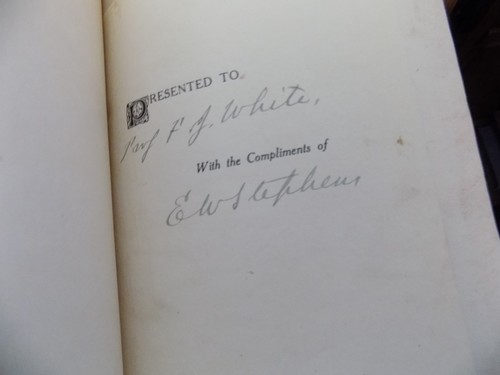 PRESENTED TO
Prof F. J. White,
With the Compliments of
E W Stephens